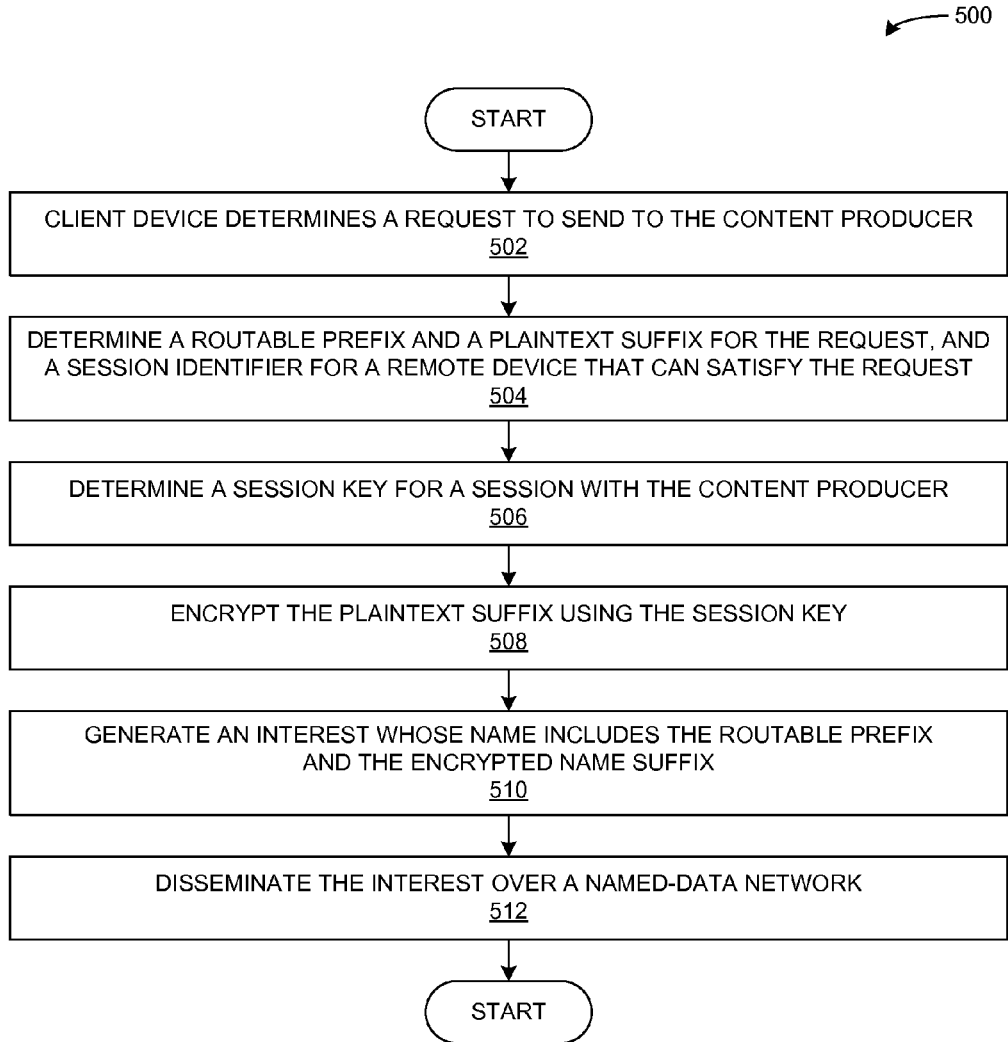 500
START
CLIENT DEVICE DETERMINES A REQUEST TO SEND TO THE CONTENT PRODUCER
502
DETERMINE A ROUTABLE PREFIX AND A PLAINTEXT SUFFIX FOR THE REQUEST, AND
A SESSION IDENTIFIER FOR A REMOTE DEVICE THAT CAN SATISFY THE REQUEST
504
DETERMINE A SESSION KEY FOR A SESSION WITH THE CONTENT PRODUCER
506
ENCRYPT THE PLAINTEXT SUFFIX USING THE SESSION KEY
508
GENERATE AN INTEREST WHOSE NAME INCLUDES THE ROUTABLE PREFIX
AND THE ENCRYPTED NAME SUFFIX
510
DISSEMINATE THE INTEREST OVER A NAMED-DATA NETWORK
512
START